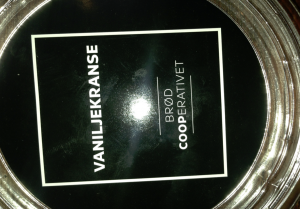 VANILJEKRANSE
BRØD
COOPERATIVET